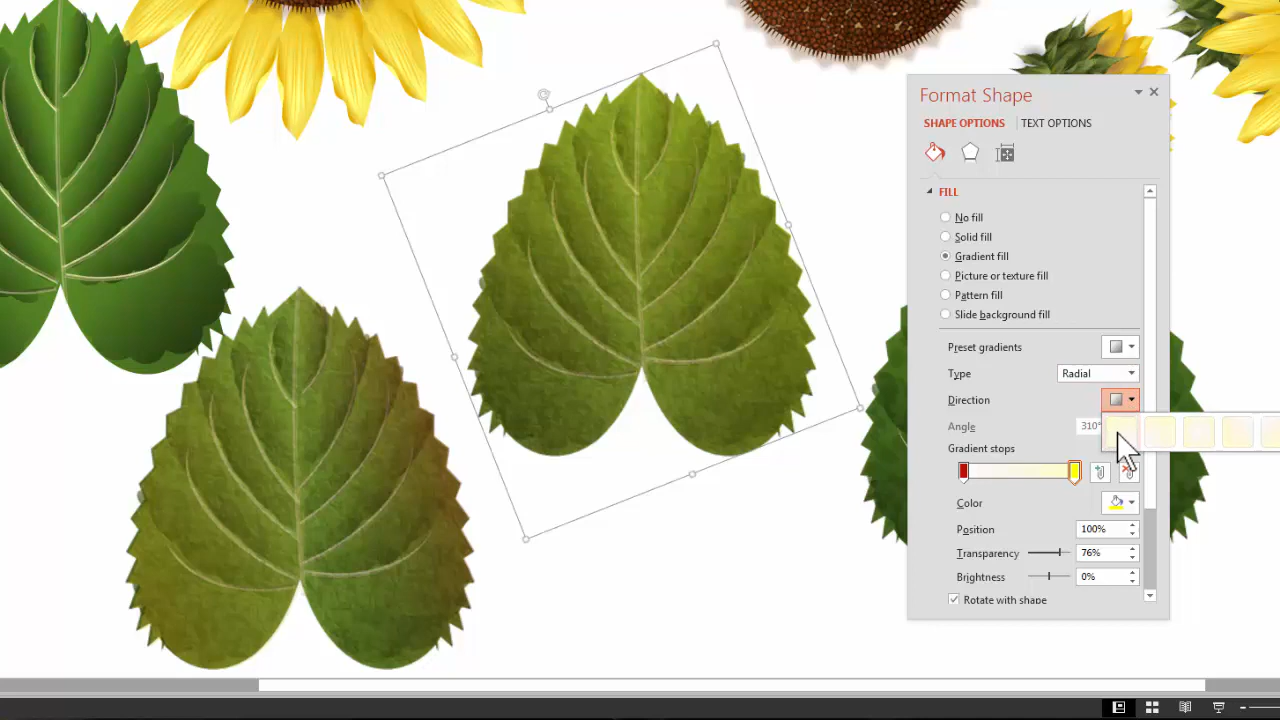 Format Shape
SHAPE OPTIONS TEXT OPTIONS
FILL
No fill
Solid fill
Gradient fill
Picture or texture fill
Pattern fill
Slide background fill
Preset gradients
Type Radial
Direction
Angle 310°
Gradient stops
Color
Position 100%
Transparency 76%
Brightness 0%
Rotate with shape